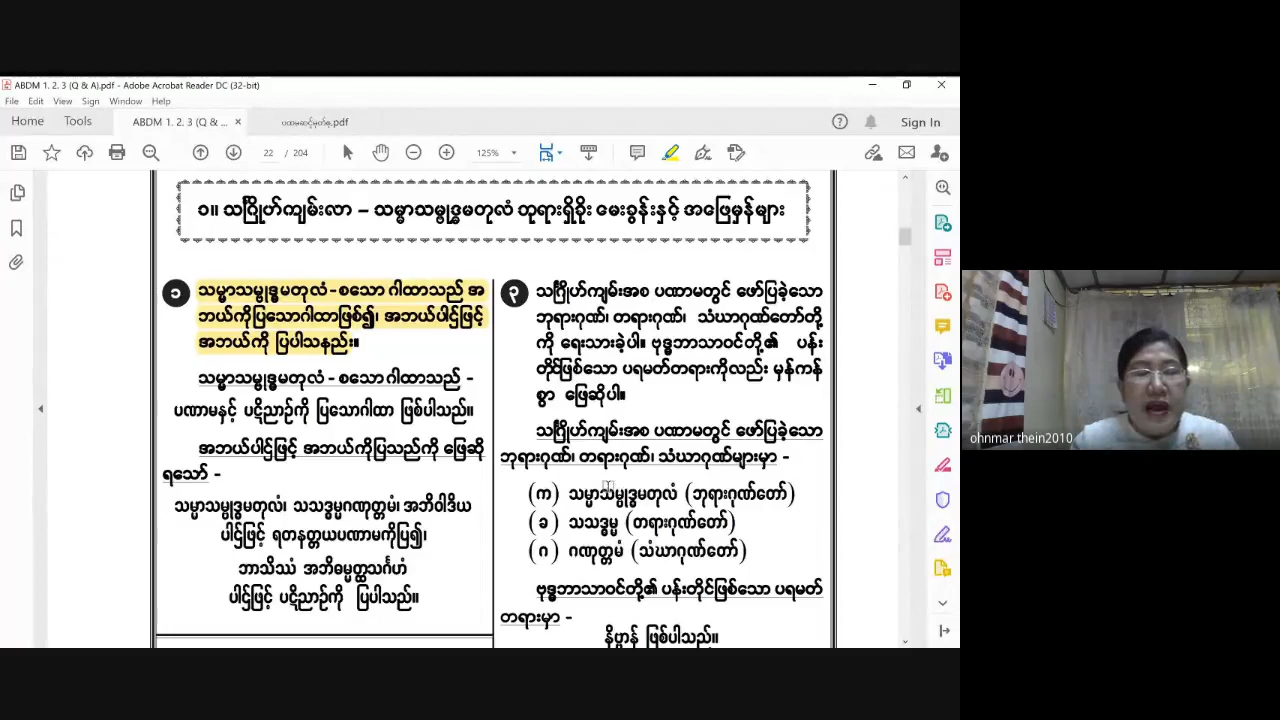 ABDM 1. 2. 3 (Q & A).pdf - Adobe Acrobat Reader DC (32-bit)
File Edit View Sign Window Help
Home Tools ABDM 1. 2. 3 (Q & ... × ပထမဆင့်မှတ်စု.pdf Sign In
22 / 204 125%
၁။ သင်္ဂြိုဟ်ကျမ်းလာ – သမ္မာသမ္ဗုဒ္ဓမတုလံ ဘုရားရှိခိုး မေးခွန်းနှင့် အဖြေမှန်များ
၁ သမ္မာသမ္ဗုဒ္ဓမတုလံ - စသော ဂါထာသည် အ
ဘယ်ကိုပြသောဂါထာဖြစ်၍၊ အဘယ်ပါဌ်ဖြင့်
အဘယ်ကို ပြပါသနည်း။
သမ္မာသမ္ဗုဒ္ဓမတုလံ - စသော ဂါထာသည် -
ပဏာမနှင့် ပဋိညာဉ်ကို ပြသောဂါထာ ဖြစ်ပါသည်။
အဘယ်ပါဌ်ဖြင့် အဘယ်ကိုပြသည်ကို ဖြေဆို
ရသော် -
သမ္မာသမ္ဗုဒ္ဓမတုလံ၊ သသဒ္ဓမ္မဂဏုတ္တမံ၊ အဘိဝါဒိယ
ပါဌ်ဖြင့် ရတနတ္တယပဏာမကိုပြ၍၊
ဘာသိဿံ အဘိဓမ္မတ္ထသင်္ဂဟံ
ပါဌ်ဖြင့် ပဋိညာဉ်ကို ပြပါသည်။
၃ သင်္ဂြိုဟ်ကျမ်းအစ ပဏာမတွင် ဖော်ပြခဲ့သော
ဘုရားဂုဏ်၊ တရားဂုဏ်၊ သံဃာဂုဏ်တော်တို့
ကို ရေးသားခဲ့ပါ။ ဗုဒ္ဓဘာသာဝင်တို့၏ ပန်း
တိုင်ဖြစ်သော ပရမတ်တရားကိုလည်း မှန်ကန်
စွာ ဖြေဆိုပါ။
သင်္ဂြိုဟ်ကျမ်းအစ ပဏာမတွင် ဖော်ပြခဲ့သော
ဘုရားဂုဏ်၊ တရားဂုဏ်၊ သံဃာဂုဏ်များမှာ -
(က) သမ္မာသမ္ဗုဒ္ဓမတုလံ (ဘုရားဂုဏ်တော်)
(ခ) သသဒ္ဓမ္မ (တရားဂုဏ်တော်)
(ဂ) ဂဏုတ္တမံ (သံဃာဂုဏ်တော်)
ဗုဒ္ဓဘာသာဝင်တို့၏ ပန်းတိုင်ဖြစ်သော ပရမတ်
တရားမှာ -
နိဗ္ဗာန် ဖြစ်ပါသည်။
ohnmar thein2010